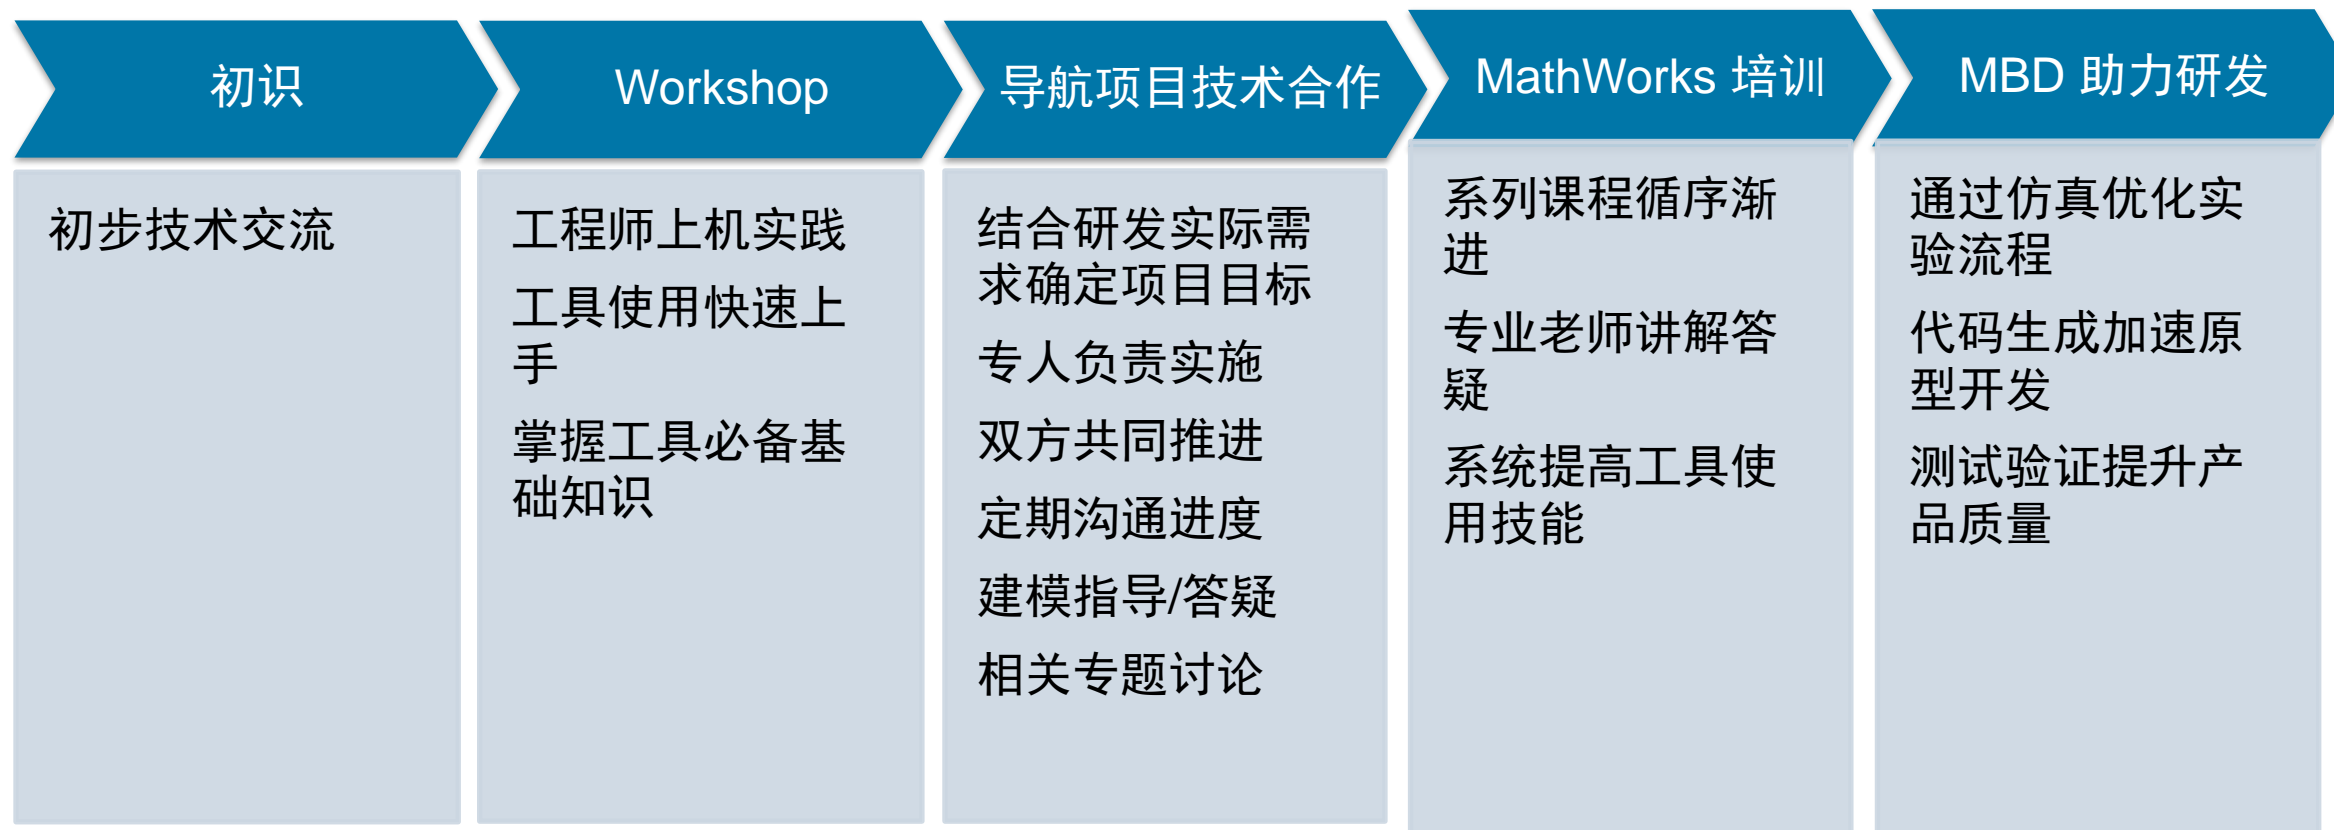 初识
初步技术交流
Workshop
工程师上机实践
工具使用快速上
手
掌握工具必备基
础知识
导航项目技术合作
结合研发实际需
求确定项目目标
专人负责实施
双方共同推进
定期沟通进度
建模指导/答疑
相关专题讨论
MathWorks 培训
系列课程循序渐
进
专业老师讲解答
疑
系统提高工具使
用技能
MBD 助力研发
通过仿真优化实
验流程
代码生成加速原
型开发
测试验证提升产
品质量